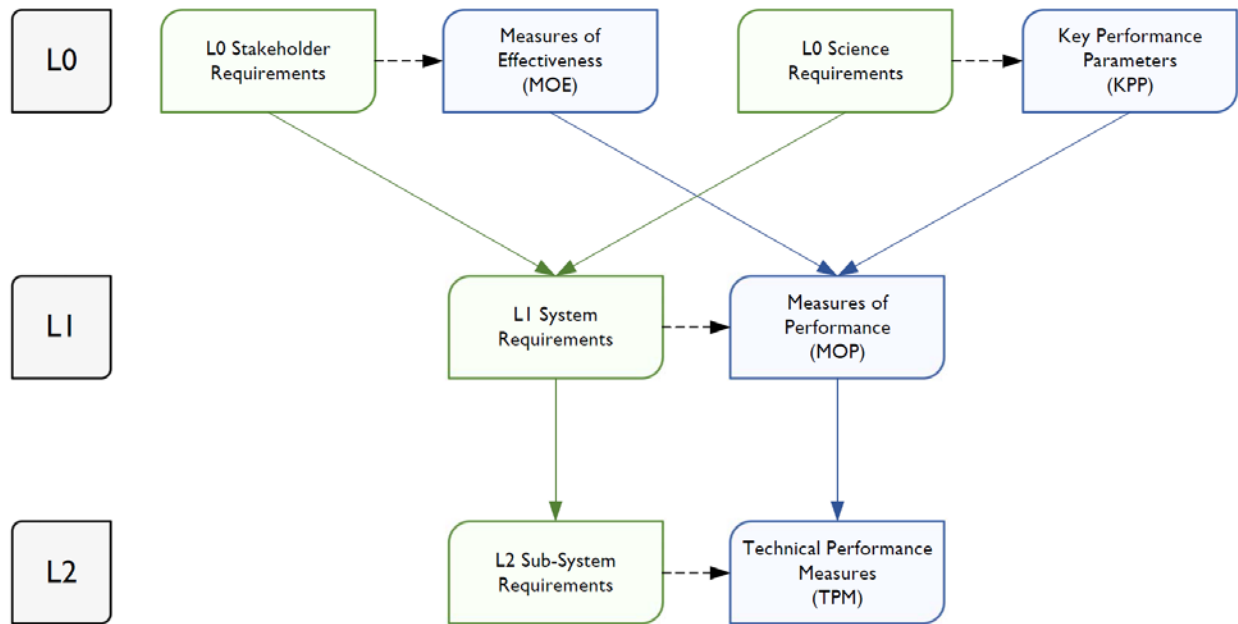 L0
L0 Stakeholder
Requirements
Measures of
Effectiveness
(MOE)
L0 Science
Requirements
Key Performance
Parameters
(KPP)
L1
L1 System
Requirements
Measures of
Performance
(MOP)
L2
L2 Sub-System
Requirements
Technical Performance
Measures
(TPM)